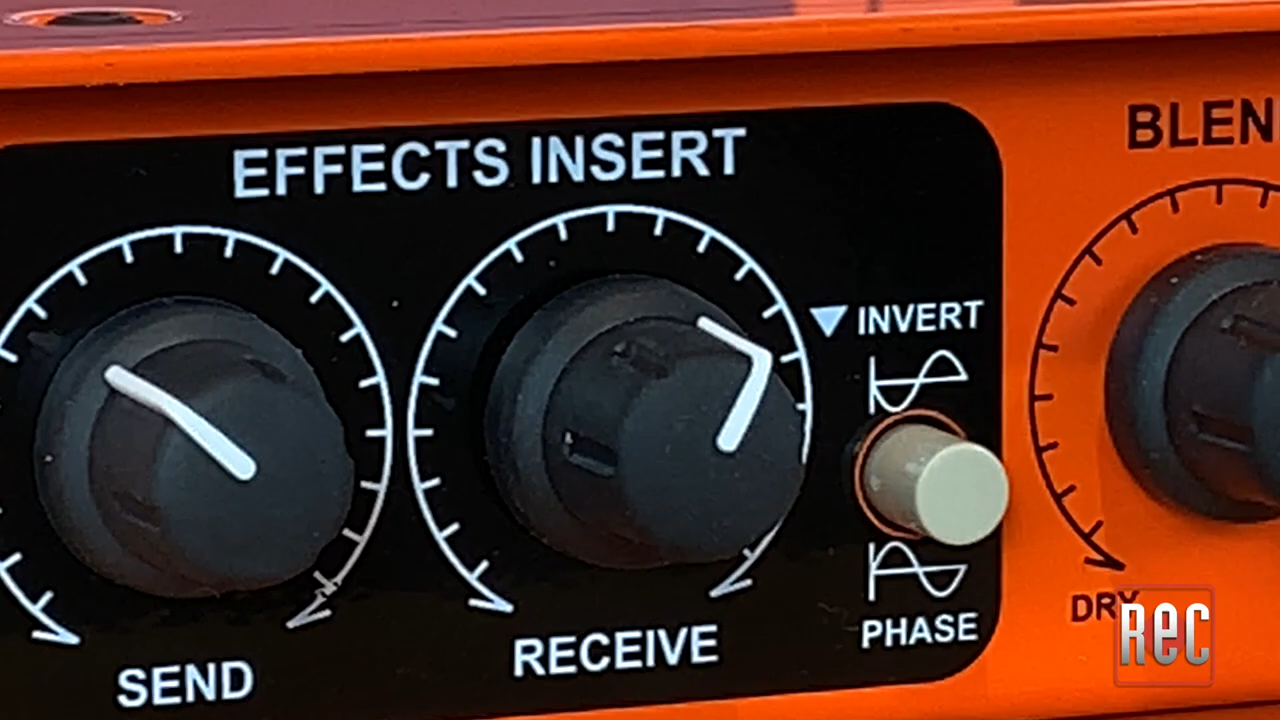 EFFECTS INSERT
BLEN
INVERT
DRY
PHASE
RECEIVE
SEND
REC